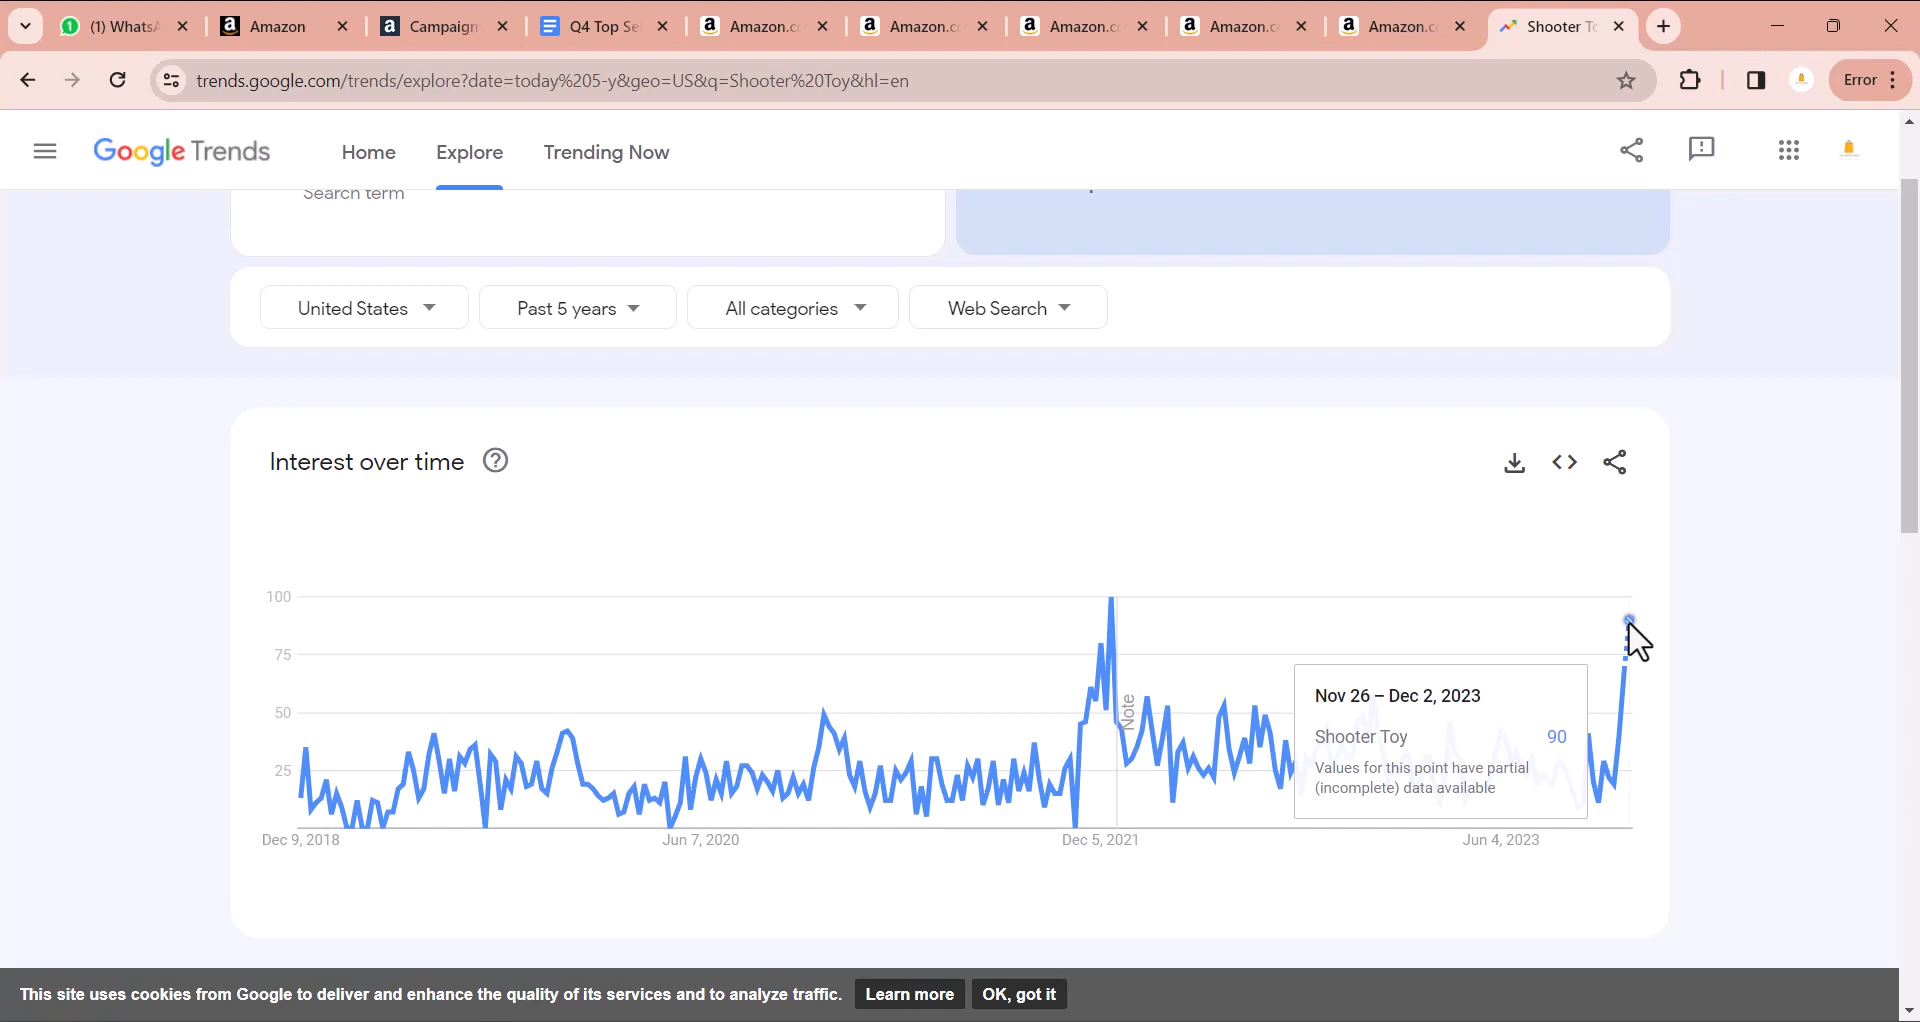 (1) WhatsA
Amazon
Campaign
Q4 Top Se
Amazon.c
Amazon.c
Amazon.c
Amazon.c
Amazon.c
Shooter To
trends.google.com/trends/explore?date=today%205-y&geo=US&q=Shooter%20Toy&hl=en
Error
Google Trends
Home
Explore
Trending Now
Search term
United States
Past 5 years
All categories
Web Search
Interest over time
100
75
50
25
Note
Nov 26 – Dec 2, 2023
Shooter Toy 90
Values for this point have partial
(incomplete) data available
Dec 9, 2018
Jun 7, 2020
Dec 5, 2021
Jun 4, 2023
This site uses cookies from Google to deliver and enhance the quality of its services and to analyze traffic.
Learn more
OK, got it